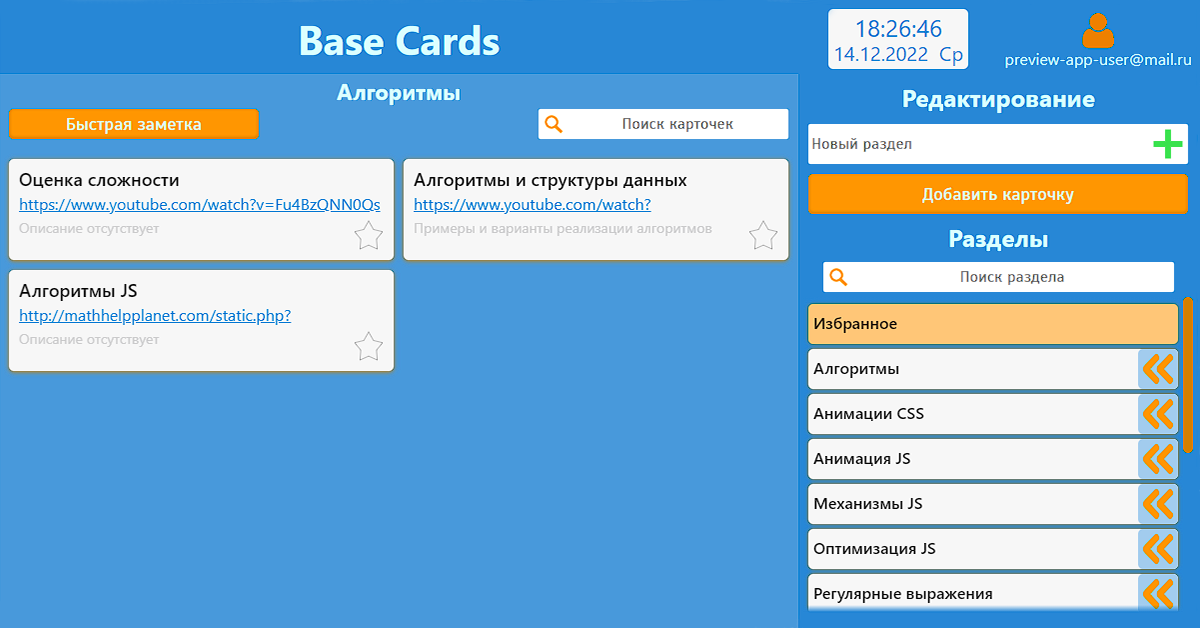 Base Cards
18:26:46
14.12.2022 Ср
preview-app-user@mail.ru
Алгоритмы
Быстрая заметка
Поиск карточек
Оценка сложности
https://www.youtube.com/watch?v=Fu4BzQNN0Qs
Описание отсутствует
Алгоритмы и структуры данных
https://www.youtube.com/watch?
Примеры и варианты реализации алгоритмов
Алгоритмы JS
http://mathhelpplanet.com/static.php?
Описание отсутствует
Редактирование
Новый раздел
Добавить карточку
Разделы
Поиск раздела
Избранное
Алгоритмы
Анимации CSS
Анимация JS
Механизмы JS
Оптимизация JS
Регулярные выражения